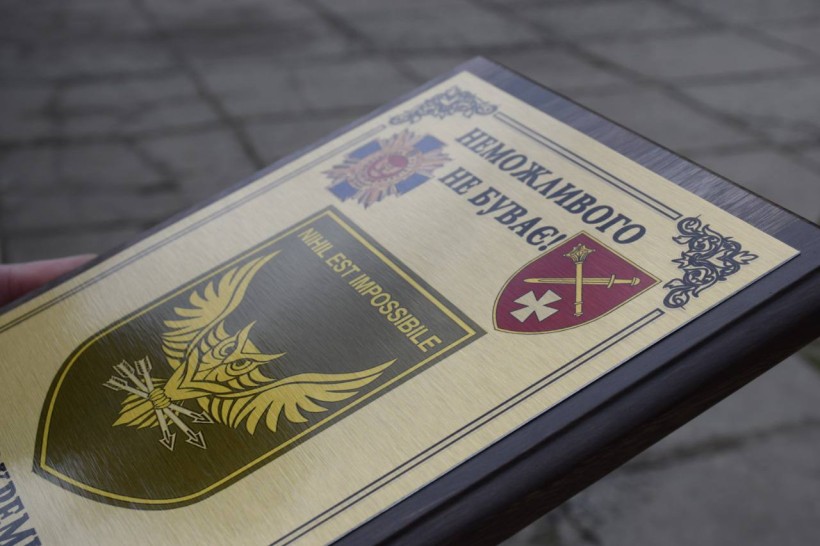 НЕМОЖЛИВОГО
НЕ БУВАЄ!
NIHIL EST IMPOSSIBILE